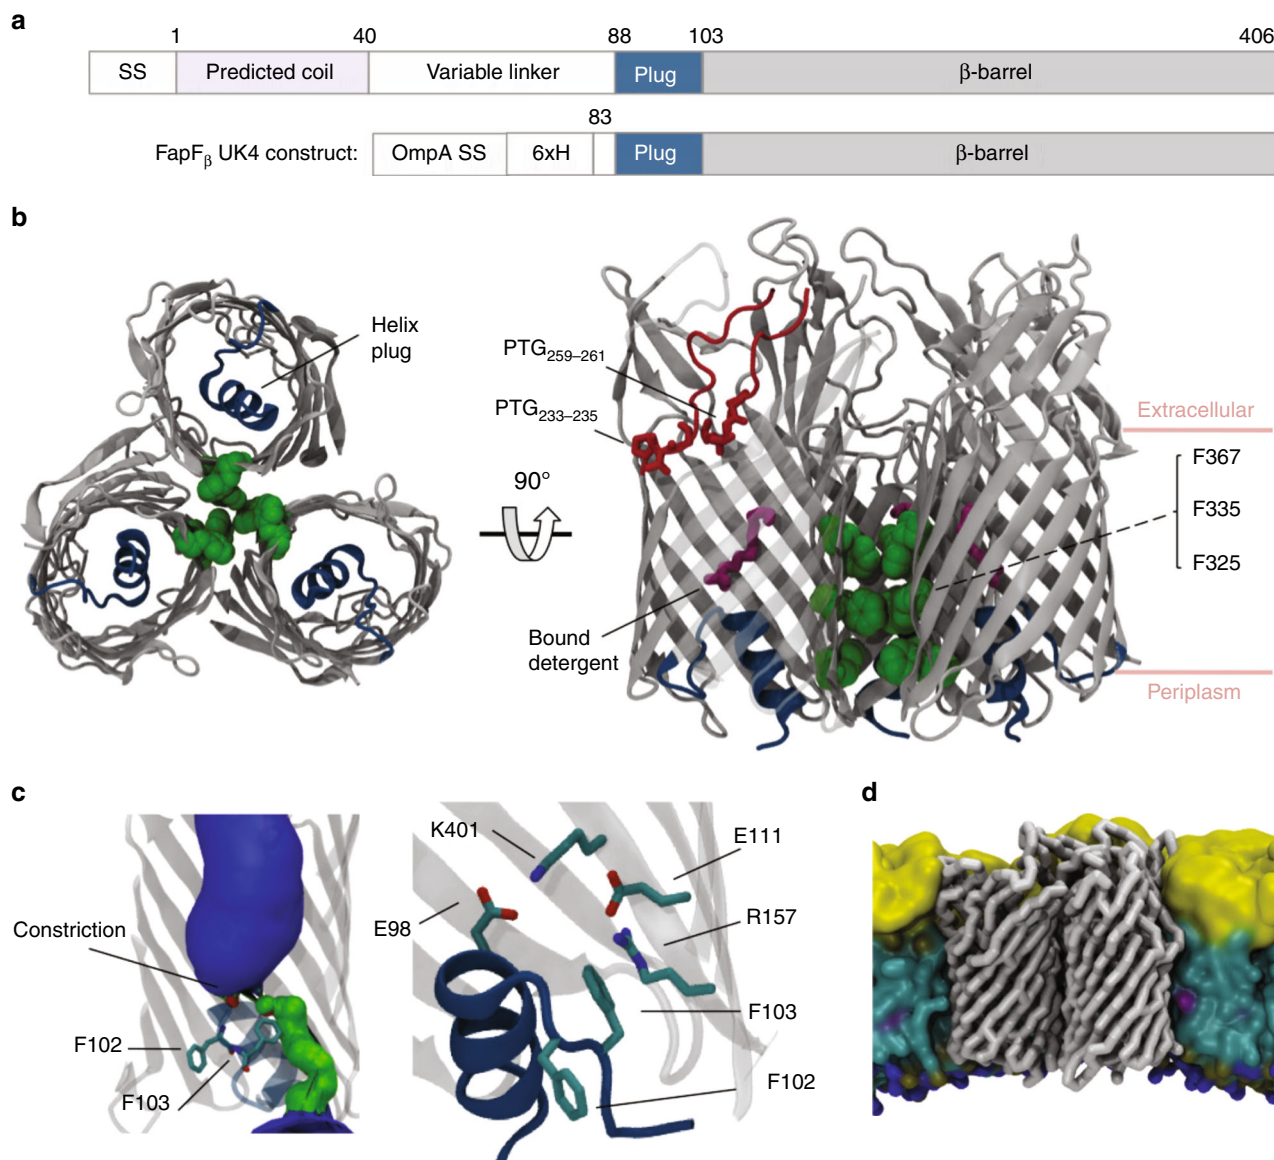 a
1 40 88 103 406
SS Predicted coil Variable linker Plug β-barrel
83
FapFβ UK4 construct: OmpA SS 6xH Plug β-barrel
b
Helix
plug
PTG259–261
PTG233–235
90°
Bound
detergent
Extracellular
F367
F335
F325
Periplasm
c
Constriction
F102
F103
K401
E98
E111
R157
F103
F102
d